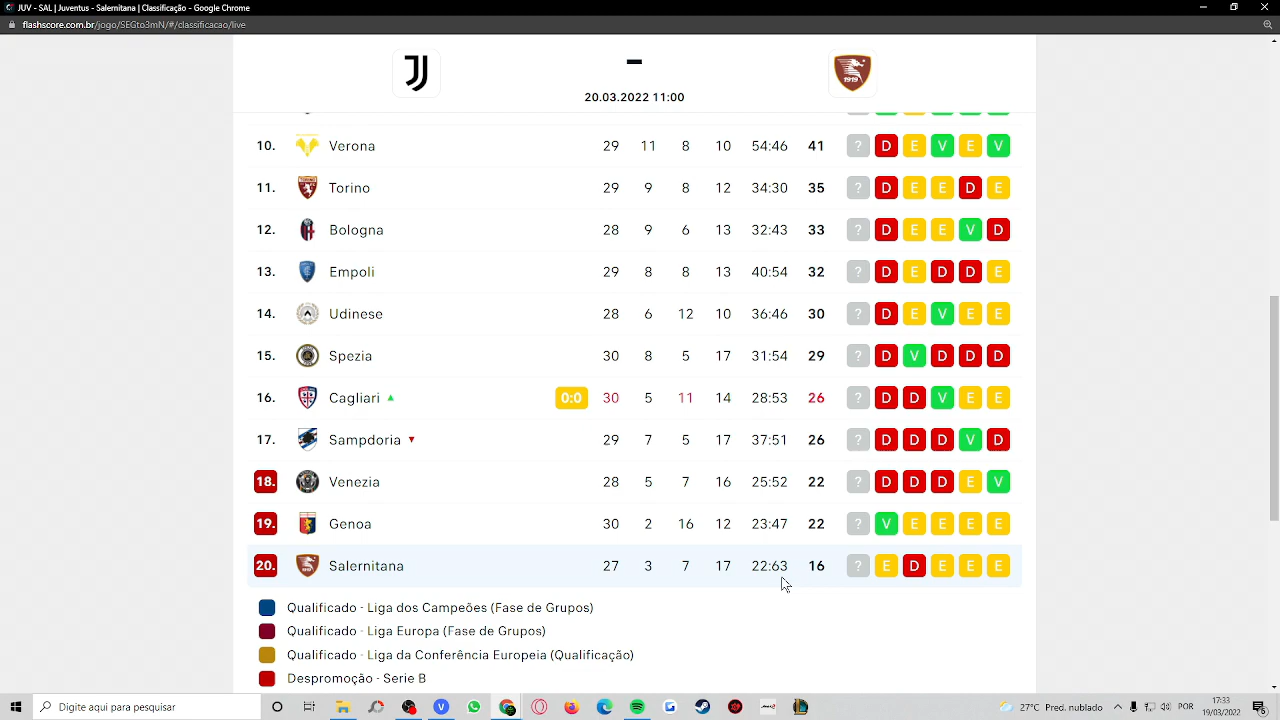 JUV - SAL | Juventus - Salernitana | Classificação - Google Chrome
flashscore.com.br/jogo/SEGto3mN/#/classificacao/live
1919
20.03.2022 11:00
10. Verona 29 11 8 10 54:46 41 ? D E V E V
11. Torino 29 9 8 12 34:30 35 ? D E E D E
12. Bologna 28 9 6 13 32:43 33 ? D E E V D
13. Empoli 29 8 8 13 40:54 32 ? D E D D E
14. Udinese 28 6 12 10 36:46 30 ? D E V E E
15. Spezia 30 8 5 17 31:54 29 ? D V D D D
16. Cagliari 0:0 30 5 11 14 28:53 26 ? D D V E E
17. Sampdoria 29 7 5 17 37:51 26 ? D D D V D
18. Venezia 28 5 7 16 25:52 22 ? D D D E V
19. Genoa 30 2 16 12 23:47 22 ? V E E E E
20. Salernitana 27 3 7 17 22:63 16 ? E D E E E
Qualificado - Liga dos Campeões (Fase de Grupos)
Qualificado - Liga Europa (Fase de Grupos)
Qualificado - Liga da Conferência Europeia (Qualificação)
Despromoção - Serie B
Digite aqui para pesquisar
27°C Pred. nublado
POR
17:33
19/03/2022